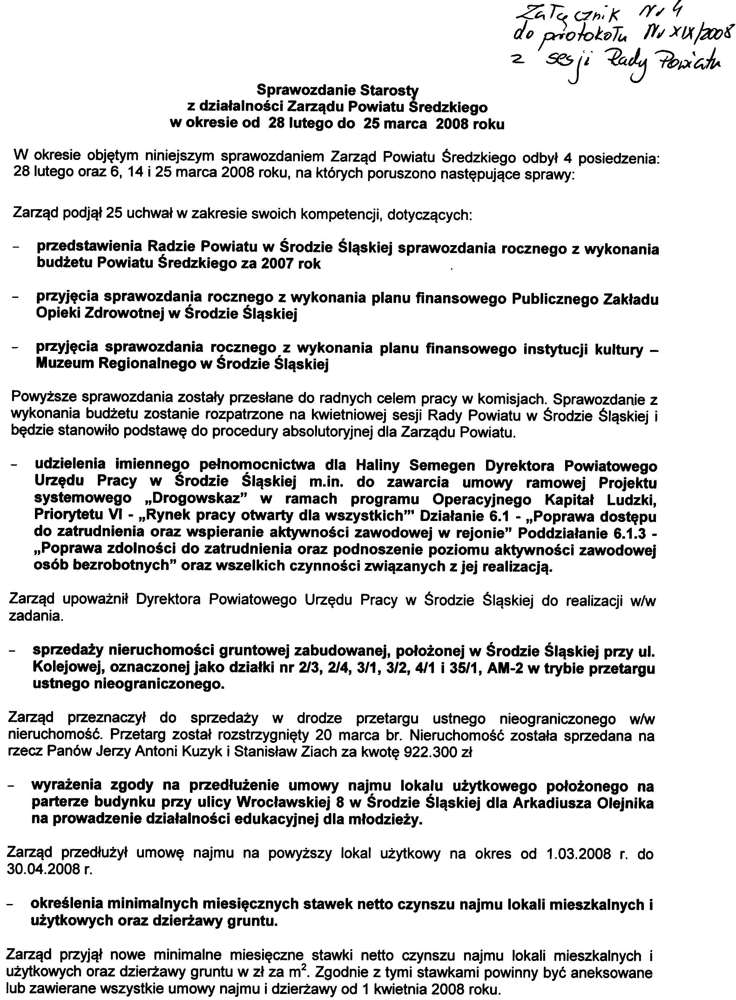 Załącznik Nr 4
do protokołu Nr XIX/2008
z sesji Rady Powiatu
Sprawozdanie Starosty
z działalności Zarządu Powiatu Średzkiego
w okresie od 28 lutego do 25 marca 2008 roku
W okresie objętym niniejszym sprawozdaniem Zarząd Powiatu Średzkiego odbył 4 posiedzenia:
28 lutego oraz 6, 14 i 25 marca 2008 roku, na których poruszono następujące sprawy:
Zarząd podjął 25 uchwał w zakresie swoich kompetencji, dotyczących:
– przedstawienia Radzie Powiatu w Środzie Śląskiej sprawozdania rocznego z wykonania
budżetu Powiatu Średzkiego za 2007 rok
– przyjęcia sprawozdania rocznego z wykonania planu finansowego Publicznego Zakładu
Opieki Zdrowotnej w Środzie Śląskiej
– przyjęcia sprawozdania rocznego z wykonania planu finansowego instytucji kultury –
Muzeum Regionalnego w Środzie Śląskiej
Powyższe sprawozdania zostały przesłane do radnych celem pracy w komisjach. Sprawozdanie z
wykonania budżetu zostanie rozpatrzone na kwietniowej sesji Rady Powiatu w Środzie Śląskiej i
będzie stanowiło podstawę do procedury absolutoryjnej dla Zarządu Powiatu.
– udzielenia imiennego pełnomocnictwa dla Haliny Semegen Dyrektora Powiatowego
Urzędu Pracy w Środzie Śląskiej m.in. do zawarcia umowy ramowej Projektu
systemowego „Drogowskaz” w ramach programu Operacyjnego Kapitał Ludzki,
Priorytetu VI - „Rynek pracy otwarty dla wszystkich”' Działanie 6.1 - „Poprawa dostępu
do zatrudnienia oraz wspieranie aktywności zawodowej w rejonie” Poddziałanie 6.1.3 -
„Poprawa zdolności do zatrudnienia oraz podnoszenie poziomu aktywności zawodowej
osób bezrobotnych” oraz wszelkich czynności związanych z jej realizacją.
Zarząd upoważnił Dyrektora Powiatowego Urzędu Pracy w Środzie Śląskiej do realizacji w/w
zadania.
– sprzedaży nieruchomości gruntowej zabudowanej, położonej w Środzie Śląskiej przy ul.
Kolejowej, oznaczonej jako działki nr 2/3, 2/4, 3/1, 3/2, 4/1 i 35/1, AM-2 w trybie przetargu
ustnego nieograniczonego.
Zarząd przeznaczył do sprzedaży w drodze przetargu ustnego nieograniczonego w/w
nieruchomość. Przetarg został rozstrzygnięty 20 marca br. Nieruchomość została sprzedana na
rzecz Panów Jerzy Antoni Kuzyk i Stanisław Ziach za kwotę 922.300 zł
– wyrażenia zgody na przedłużenie umowy najmu lokalu użytkowego położonego na
parterze budynku przy ulicy Wrocławskiej 8 w Środzie Śląskiej dla Arkadiusza Olejnika
na prowadzenie działalności edukacyjnej dla młodzieży.
Zarząd przedłużył umowę najmu na powyższy lokal użytkowy na okres od 1.03.2008 r. do
30.04.2008 r.
– określenia minimalnych miesięcznych stawek netto czynszu najmu lokali mieszkalnych i
użytkowych oraz dzierżawy gruntu.
Zarząd przyjął nowe minimalne miesięczne stawki netto czynszu najmu lokali mieszkalnych i
użytkowych oraz dzierżawy gruntu w zł za m². Zgodnie z tymi stawkami powinny być aneksowane
lub zawierane wszystkie umowy najmu i dzierżawy od 1 kwietnia 2008 roku.